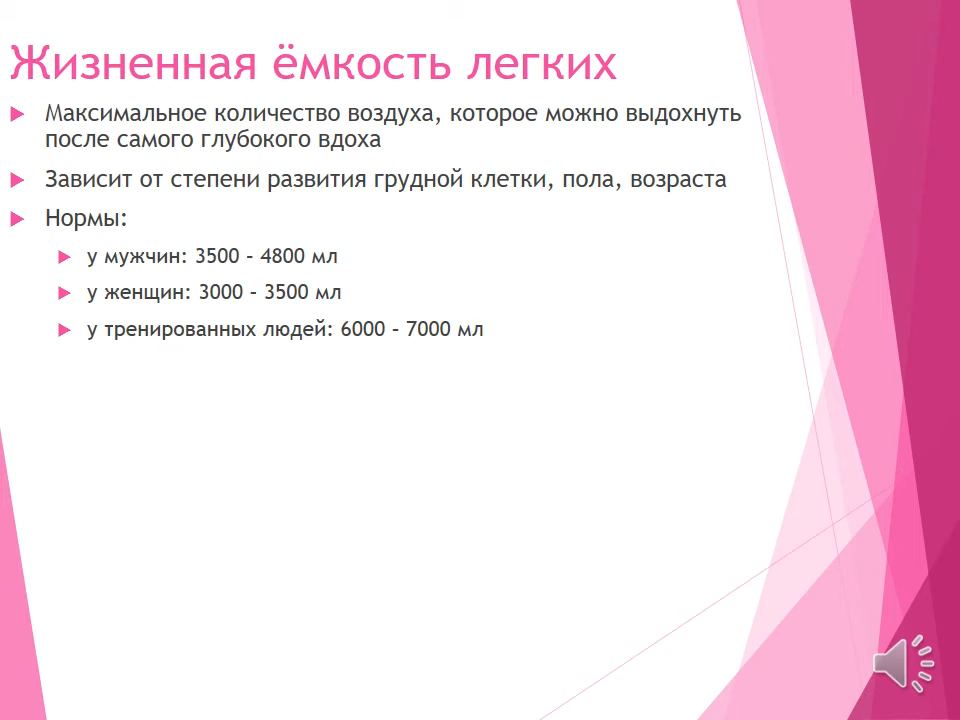 Жизненная ёмкость легких
Максимальное количество воздуха, которое можно выдохнуть
после самого глубокого вдоха
Зависит от степени развития грудной клетки, пола, возраста
Нормы:
у мужчин: 3500 – 4800 мл
у женщин: 3000 – 3500 мл
у тренированных людей: 6000 – 7000 мл